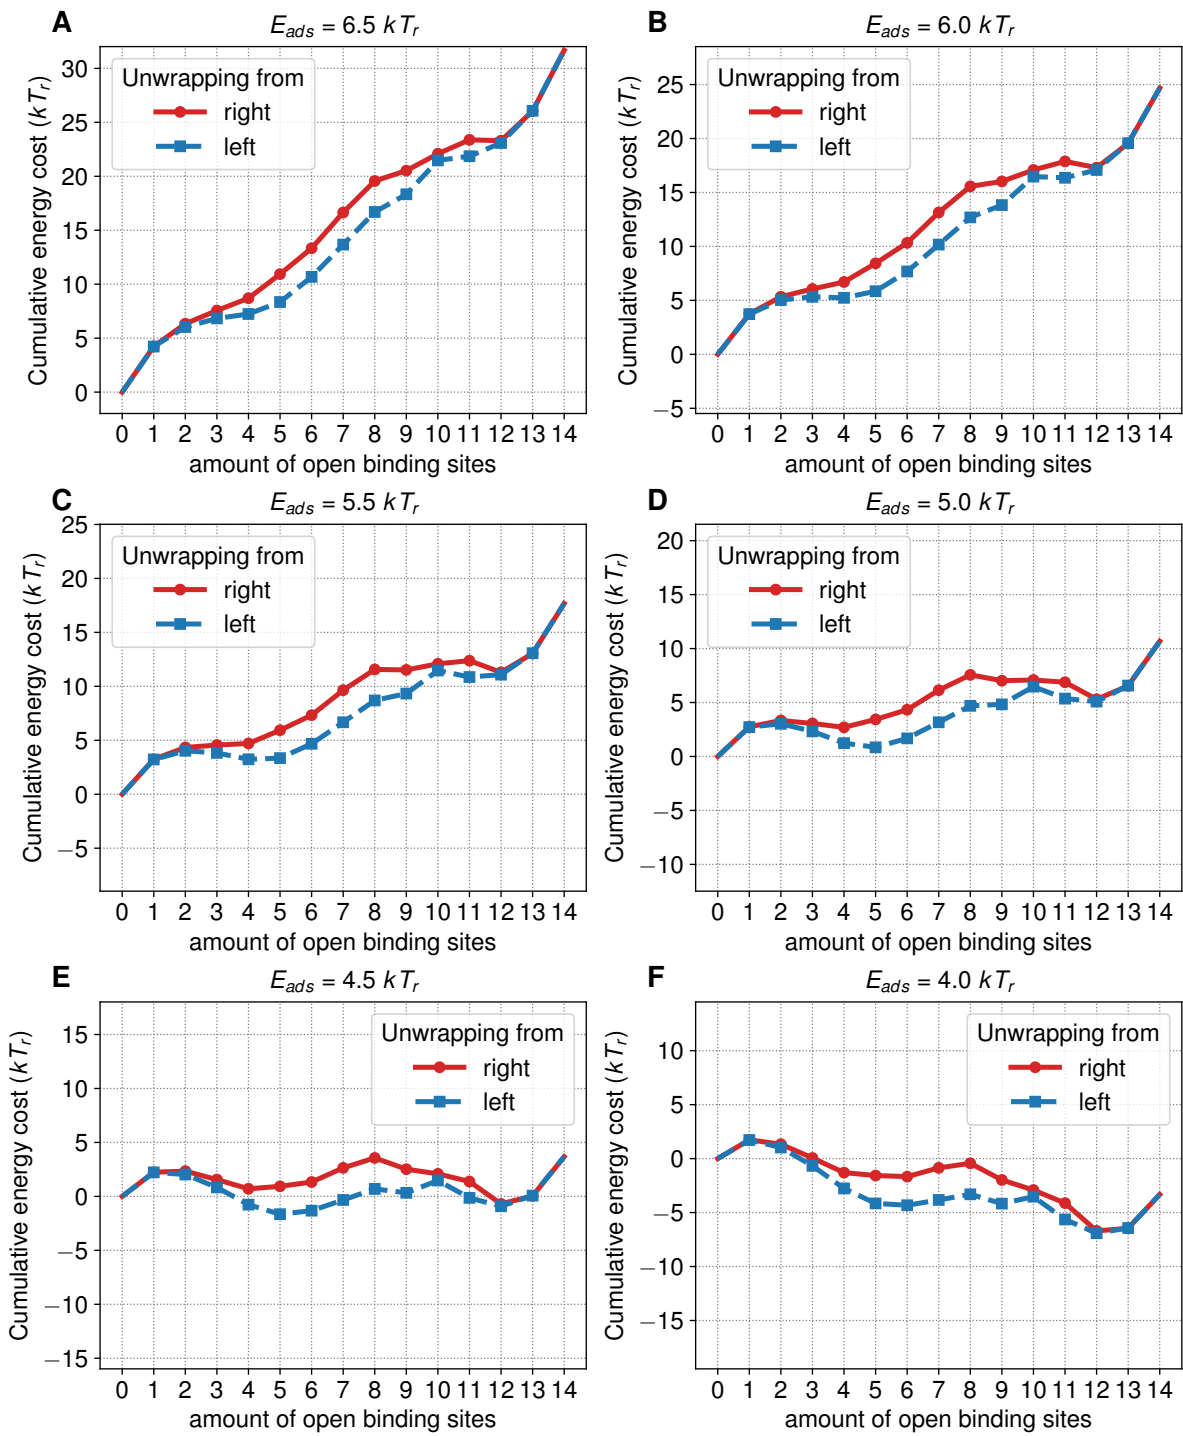 A
E_ads = 6.5 kT_r
Cumulative energy cost (kT_r)
30
25
20
15
10
5
0
Unwrapping from
right
left
0 1 2 3 4 5 6 7 8 9 10 11 12 13 14
amount of open binding sites
B
E_ads = 6.0 kT_r
Cumulative energy cost (kT_r)
25
20
15
10
5
0
−5
Unwrapping from
right
left
0 1 2 3 4 5 6 7 8 9 10 11 12 13 14
amount of open binding sites
C
E_ads = 5.5 kT_r
Cumulative energy cost (kT_r)
25
20
15
10
5
0
−5
Unwrapping from
right
left
0 1 2 3 4 5 6 7 8 9 10 11 12 13 14
amount of open binding sites
D
E_ads = 5.0 kT_r
Cumulative energy cost (kT_r)
20
15
10
5
0
−5
−10
Unwrapping from
right
left
0 1 2 3 4 5 6 7 8 9 10 11 12 13 14
amount of open binding sites
E
E_ads = 4.5 kT_r
Cumulative energy cost (kT_r)
15
10
5
0
−5
−10
−15
Unwrapping from
right
left
0 1 2 3 4 5 6 7 8 9 10 11 12 13 14
amount of open binding sites
F
E_ads = 4.0 kT_r
Cumulative energy cost (kT_r)
10
5
0
−5
−10
−15
Unwrapping from
right
left
0 1 2 3 4 5 6 7 8 9 10 11 12 13 14
amount of open binding sites